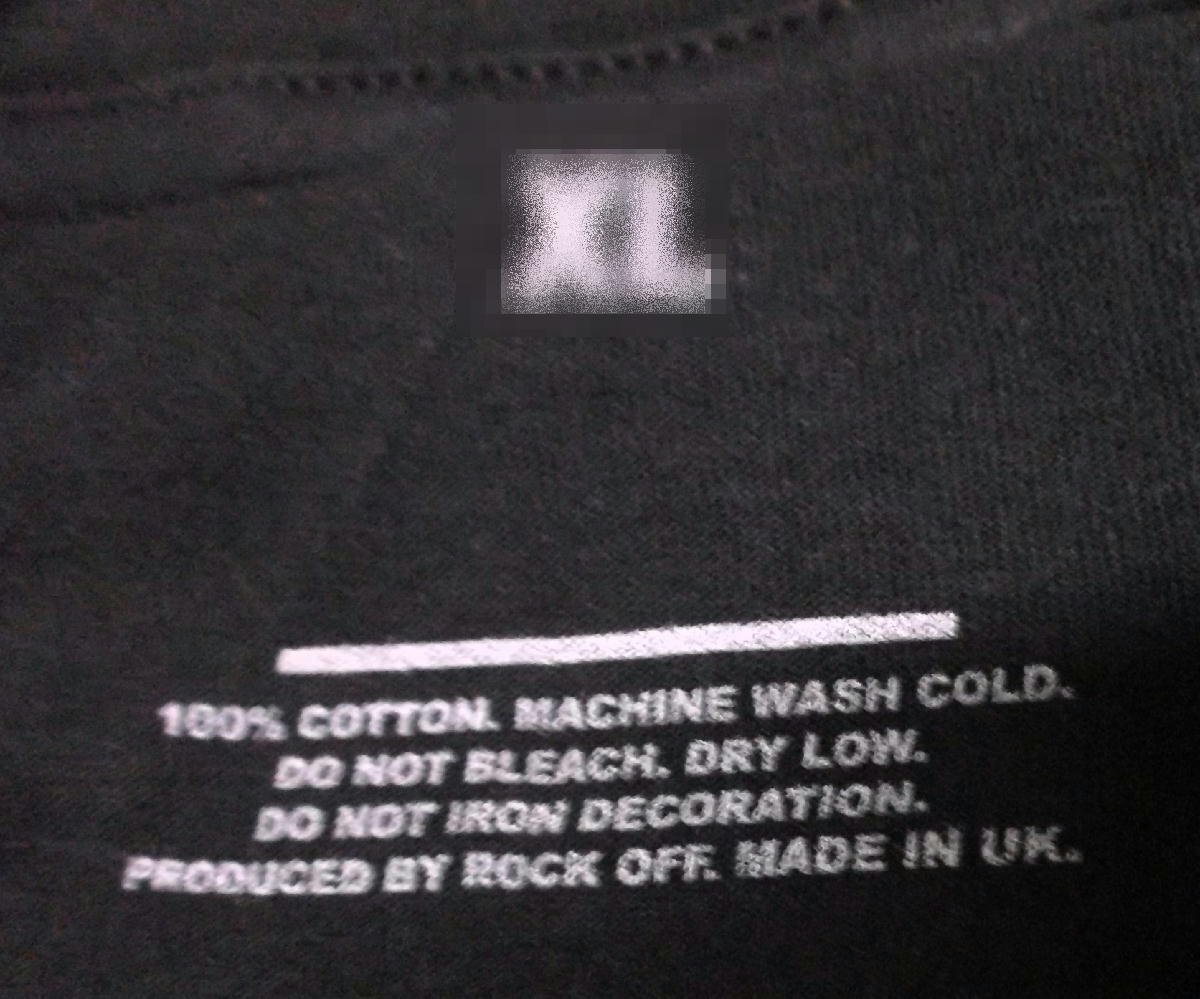 XL
100% COTTON. MACHINE WASH COLD.
DO NOT BLEACH. DRY LOW.
DO NOT IRON DECORATION.
PRODUCED BY ROCK OFF. MADE IN UK.